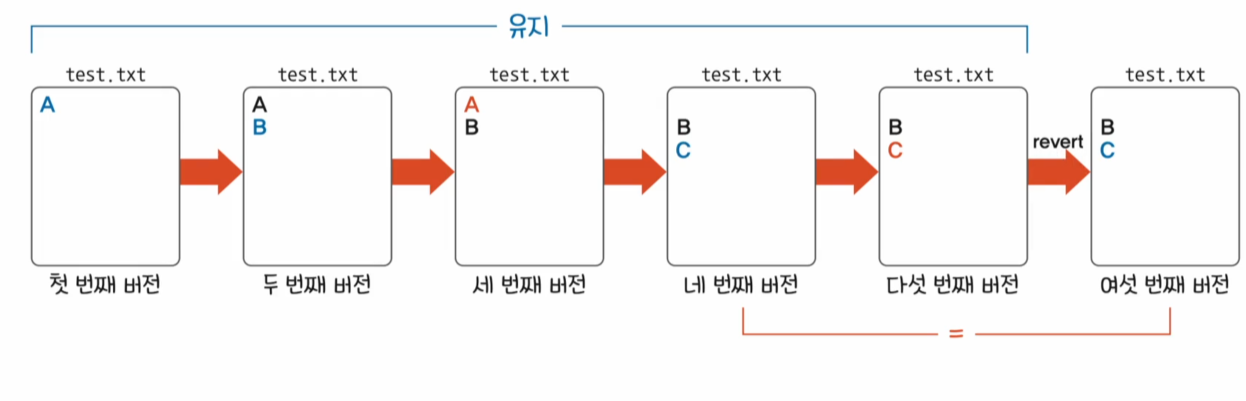 유지
test.txt
A
첫 번째 버전
test.txt
A
B
두 번째 버전
test.txt
A
B
세 번째 버전
test.txt
B
C
네 번째 버전
test.txt
B
C
다섯 번째 버전
revert
test.txt
B
C
여섯 번째 버전
=